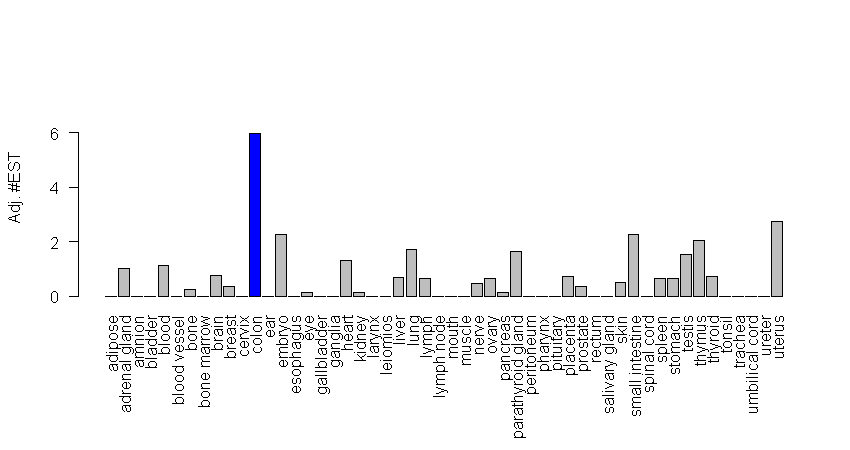 Adj. #EST
6
4
2
0
adipose
adrenal gland
amnion
bladder
blood
blood vessel
bone
bone marrow
brain
breast
cervix
colon
ear
embryo
esophagus
eye
gallbladder
ganglia
heart
kidney
larynx
leiomios
liver
lung
lymph
lymph node
mouth
muscle
nerve
ovary
pancreas
parathyroid gland
peritoneum
pharynx
pituitary
placenta
prostate
rectum
salivary gland
skin
small intestine
spinal cord
spleen
stomach
testis
thymus
thyroid
tonsil
trachea
umbilical cord
ureter
uterus